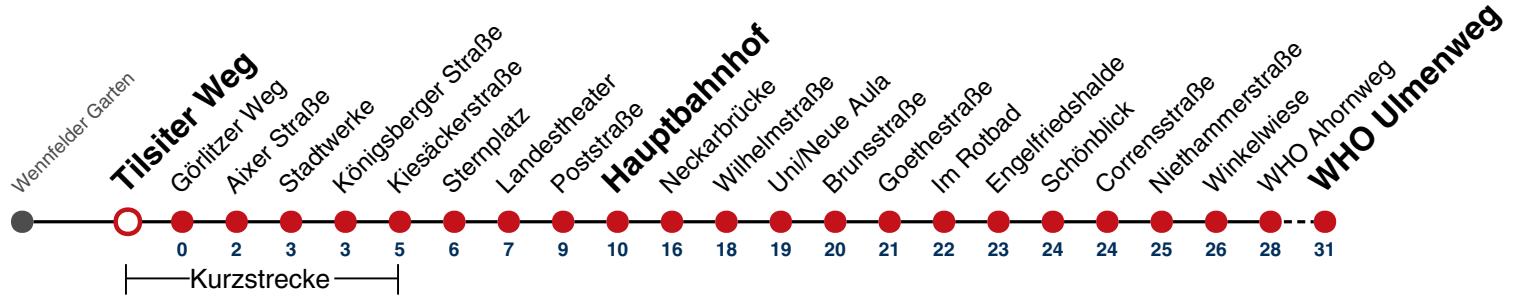 Wennfelder Garten
Tilsiter Weg
Görlitzer Weg
Aixer Straße
Stadtwerke
Königsberger Straße
Kiesäckerstraße
Sternplatz
Landestheater
Poststraße
Hauptbahnhof
Neckarbrücke
Wilhelmstraße
Uni/Neue Aula
Brunsstraße
Goethestraße
Im Rotbad
Engelfriedshalde
Schönblick
Corrensstraße
Niethammerstraße
Winkelwiese
WHO Ahornweg
WHO Ulmenweg
0 2 3 3 5 6 7 9 10 16 18 19 20 21 22 23 24 24 25 26 28 31
Kurzstrecke